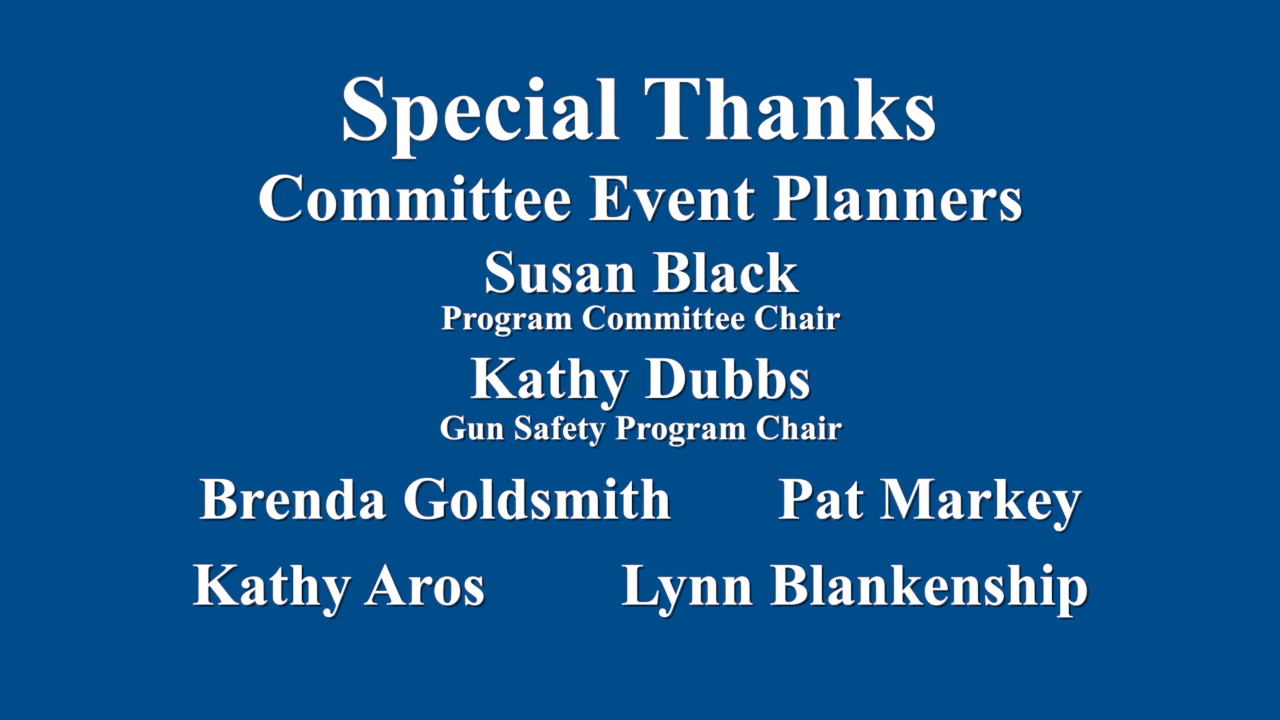 Special Thanks
Committee Event Planners
Susan Black
Program Committee Chair
Kathy Dubbs
Gun Safety Program Chair
Brenda Goldsmith Pat Markey
Kathy Aros Lynn Blankenship